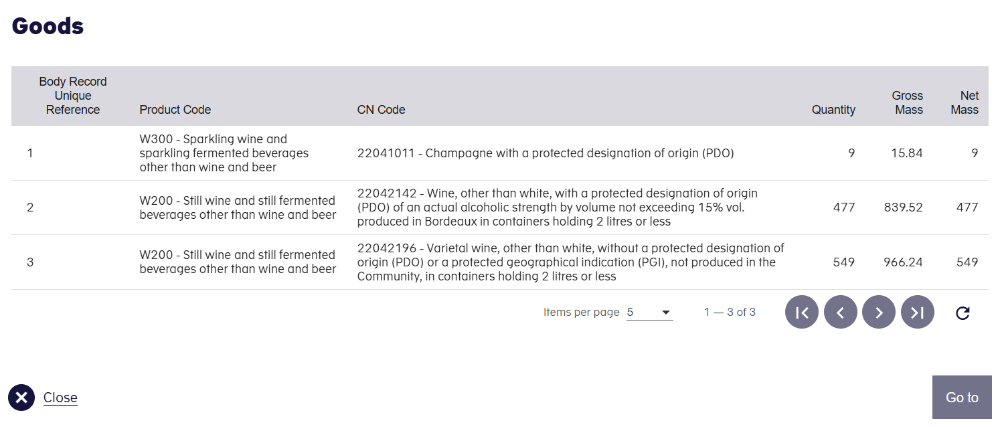 Goods
Body Record
Unique
Reference
Product Code
CN Code
Quantity
Gross
Mass
Net
Mass
1
W300 - Sparkling wine and
sparkling fermented beverages
other than wine and beer
22041011 - Champagne with a protected designation of origin (PDO)
9
15.84
9
2
W200 - Still wine and still fermented
beverages other than wine and beer
22042142 - Wine, other than white, with a protected designation of origin
(PDO) of an actual alcoholic strength by volume not exceeding 15% vol.
produced in Bordeaux in containers holding 2 litres or less
477
839.52
477
3
W200 - Still wine and still fermented
beverages other than wine and beer
22042196 - Varietal wine, other than white, without a protected designation of
origin (PDO) or a protected geographical indication (PGI), not produced in the
Community, in containers holding 2 litres or less
549
966.24
549
Items per page 5
1 — 3 of 3
Close
Go to